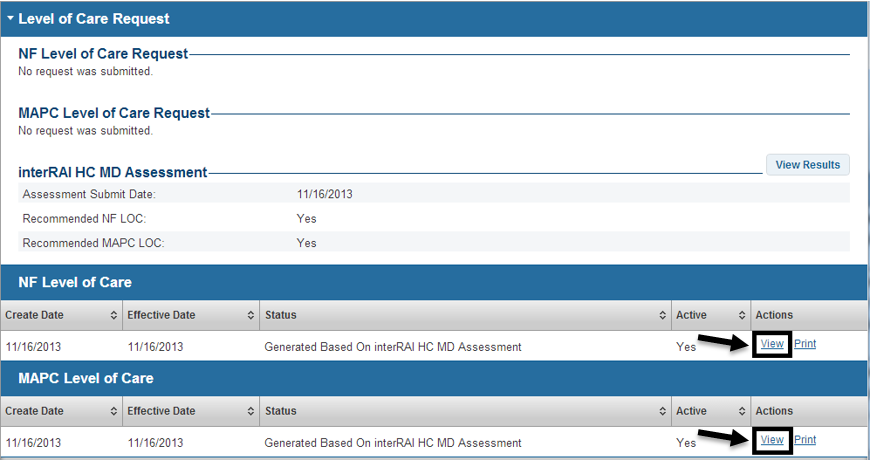 Level of Care Request
NF Level of Care Request
No request was submitted.
MAPC Level of Care Request
No request was submitted.
interRAI HC MD Assessment View Results
Assessment Submit Date: 11/16/2013
Recommended NF LOC: Yes
Recommended MAPC LOC: Yes
NF Level of Care
Create Date Effective Date Status Active Actions
11/16/2013 11/16/2013 Generated Based On interRAI HC MD Assessment Yes View Print
MAPC Level of Care
Create Date Effective Date Status Active Actions
11/16/2013 11/16/2013 Generated Based On interRAI HC MD Assessment Yes View Print